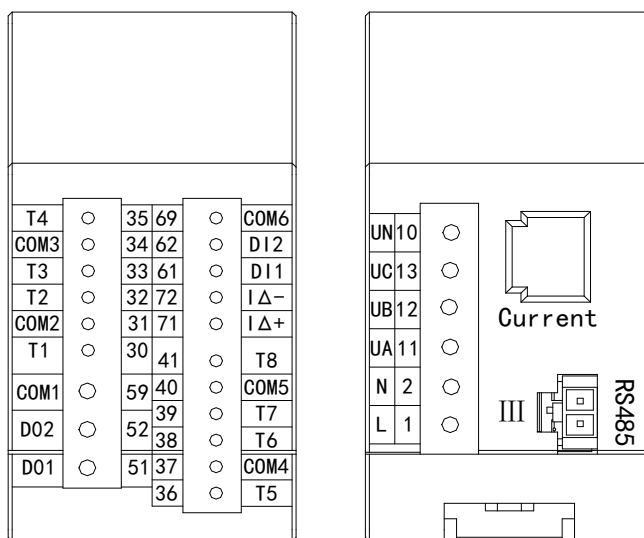 T4 35 69 COM6
COM3 34 62 DI2
T3 33 61 DI1
T2 32 72 I△-
COM2 31 71 I△+
T1 30 41 T8
COM1 59 40 COM5
39 T7
DO2 52 38 T6
DO1 51 37 COM4
36 T5
UN 10
UC 13
UB 12
UA 11
N 2
L 1
Current
III
RS485